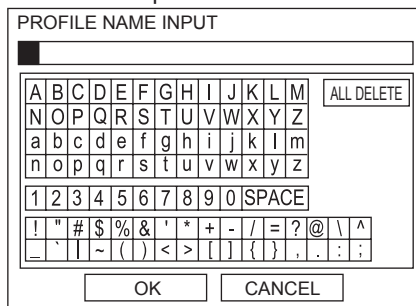 PROFILE NAME INPUT
A B C D E F G H I J K L M ALL DELETE
N O P Q R S T U V W X Y Z
a b c d e f g h i j k l m
n o p q r s t u v w x y z
1 2 3 4 5 6 7 8 9 0 SPACE
! " # $ % & ' * + - / = ? @ \ ^
_ ` | ~ ( ) < > [ ] { } , . : ;
OK CANCEL